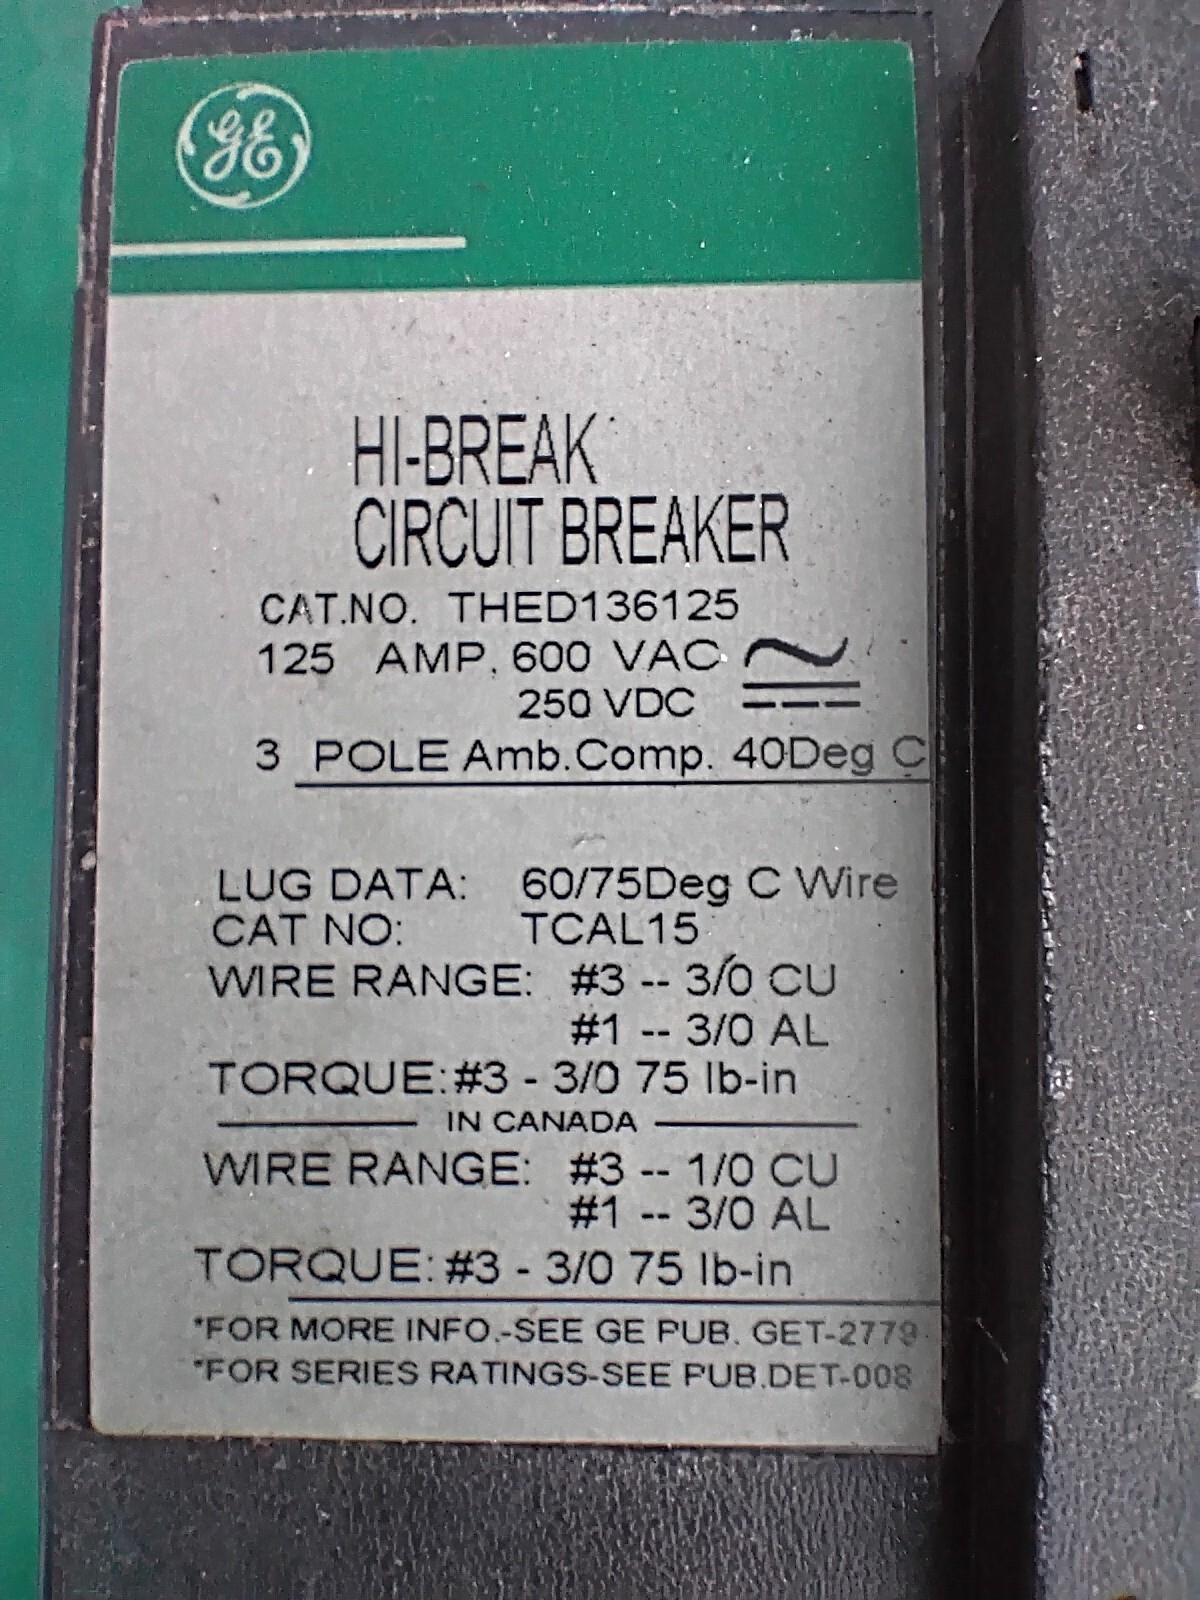 GE
HI-BREAK
CIRCUIT BREAKER
CAT.NO. THED136125
125 AMP. 600 VAC
250 VDC
3 POLE Amb.Comp. 40Deg C
LUG DATA: 60/75Deg C Wire
CAT NO: TCAL15
WIRE RANGE: #3 -- 3/0 CU
#1 -- 3/0 AL
TORQUE:#3 - 3/0 75 lb-in
IN CANADA
WIRE RANGE: #3 -- 1/0 CU
#1 -- 3/0 AL
TORQUE:#3 - 3/0 75 lb-in
*FOR MORE INFO.-SEE GE PUB. GET-2779
*FOR SERIES RATINGS-SEE PUB.DET-008